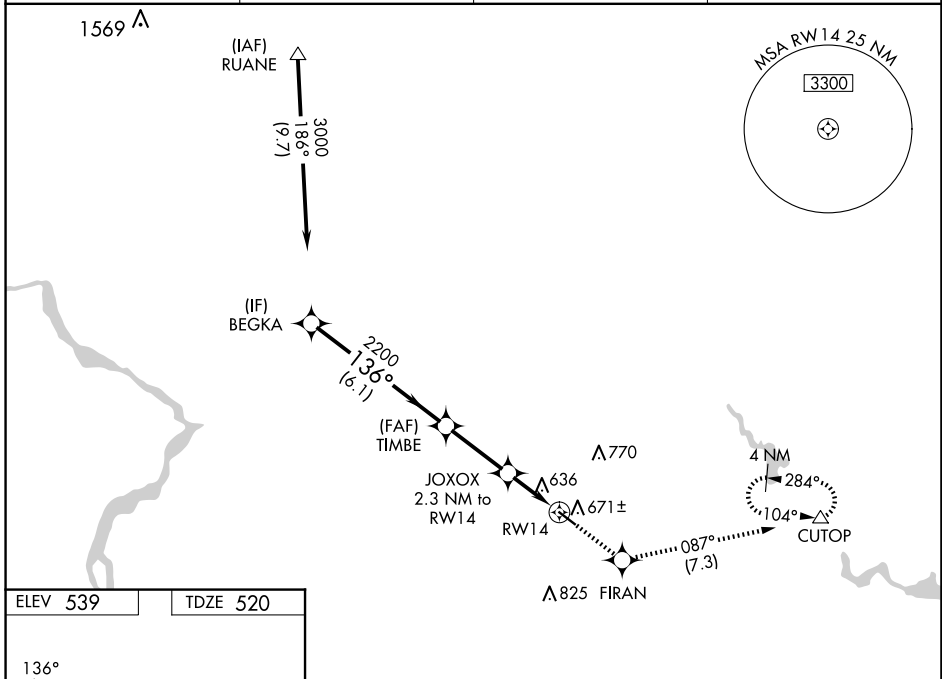 1569
(IAF)
RUANE
MSA RW14 25 NM
3300
3000
186°
(9.7)
(IF)
BEGKA
2200
136°
(6.1)
(FAF)
TIMBE
770
4 NM
JOXOX
2.3 NM to
RW14
636
284°
671±
RW14
104°
CUTOP
087°
(7.3)
825
FIRAN
ELEV 539
TDZE 520
136°